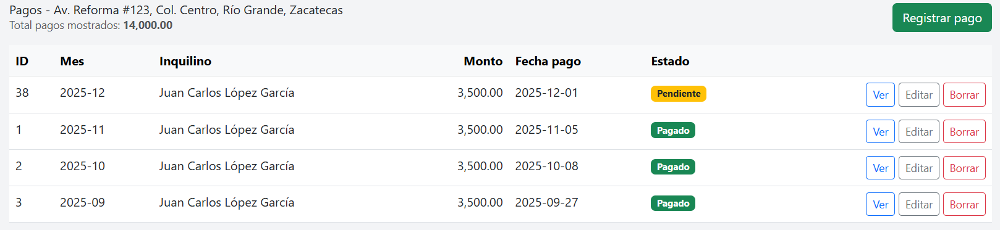 Pagos - Av. Reforma #123, Col. Centro, Río Grande, Zacatecas
Total pagos mostrados: 14,000.00
Registrar pago
ID Mes Inquilino Monto Fecha pago Estado
38 2025-12 Juan Carlos López García 3,500.00 2025-12-01 Pendiente Ver Editar Borrar
1 2025-11 Juan Carlos López García 3,500.00 2025-11-05 Pagado Ver Editar Borrar
2 2025-10 Juan Carlos López García 3,500.00 2025-10-08 Pagado Ver Editar Borrar
3 2025-09 Juan Carlos López García 3,500.00 2025-09-27 Pagado Ver Editar Borrar